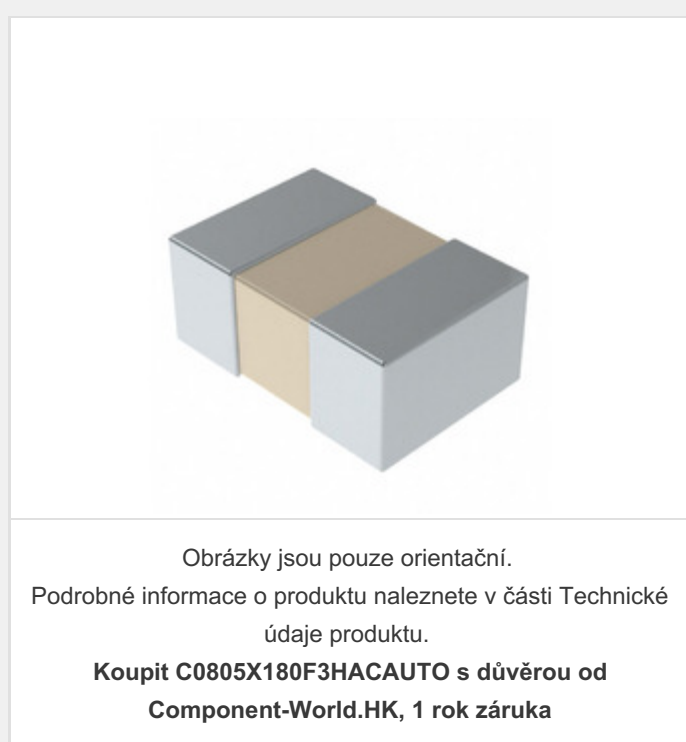 Obrázky jsou pouze orientační.
Podrobné informace o produktu naleznete v části Technické
údaje produktu.
Koupit C0805X180F3HACAUTO s důvěrou od
Component-World.HK, 1 rok záruka